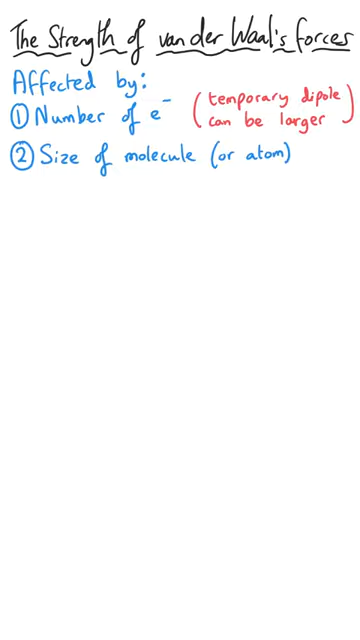 The Strength of van der Waal's forces
Affected by:
① Number of e⁻ (temporary dipole
can be larger)
② Size of molecule (or atom)